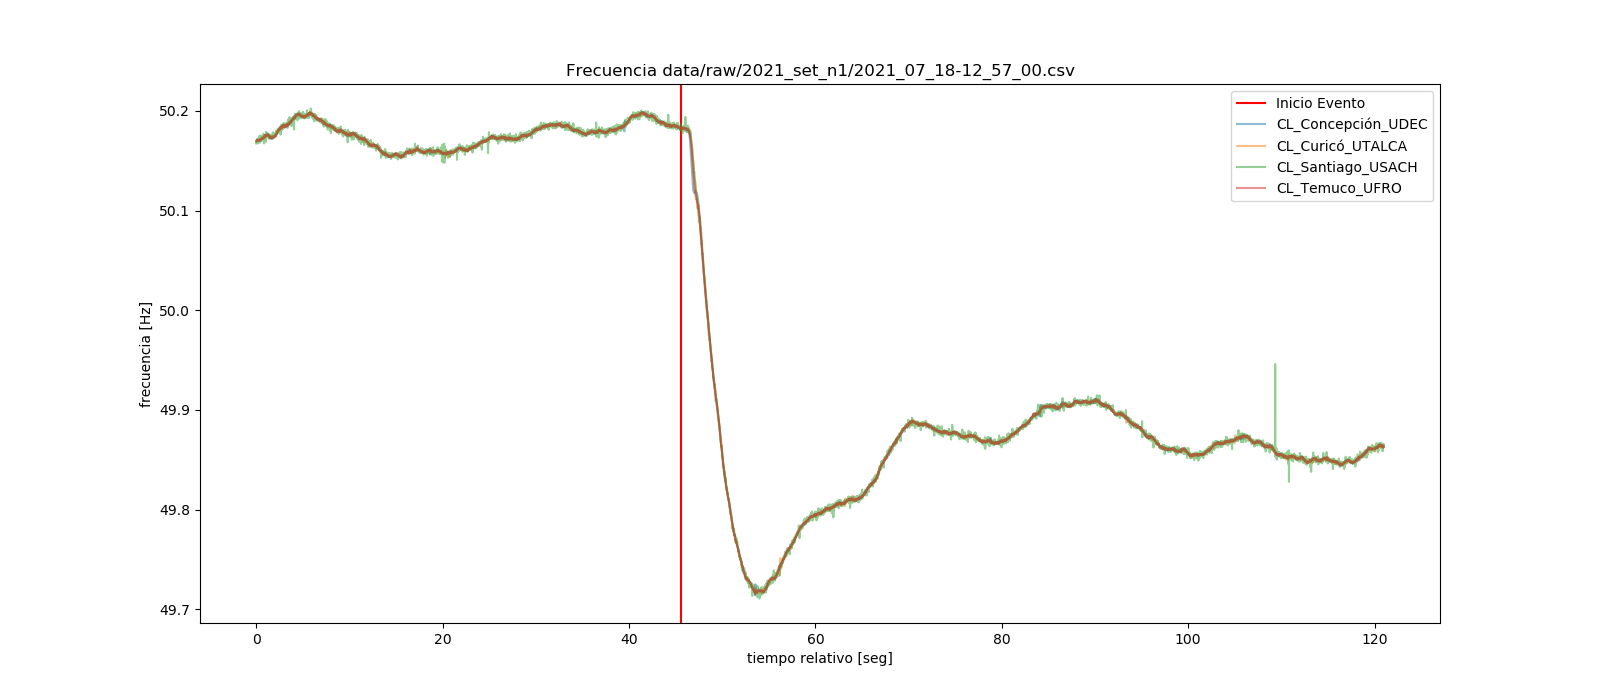 Frecuencia data/raw/2021_set_n1/2021_07_18-12_57_00.csv
50.2
50.1
50.0
49.9
49.8
49.7
frecuencia [Hz]
Inicio Evento
CL_Concepción_UDEC
CL_Curicó_UTALCA
CL_Santiago_USACH
CL_Temuco_UFRO
0 20 40 60 80 100 120
tiempo relativo [seg]